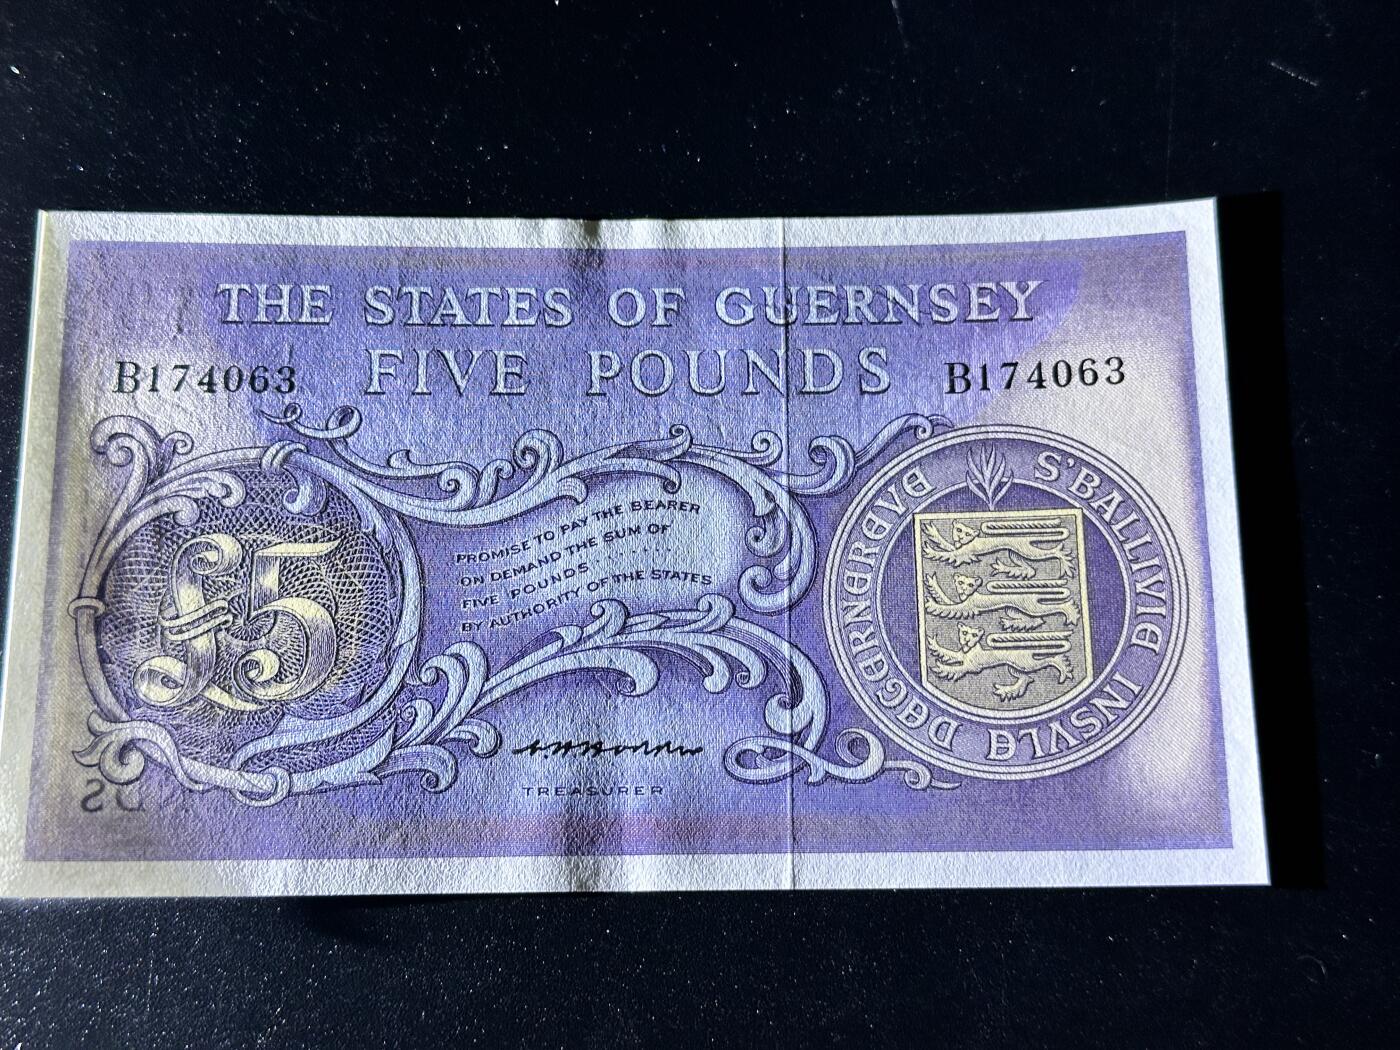 THE STATES OF GUERNSEY
FIVE POUNDS
B174063
B174063
£5
PROMISE TO PAY THE BEARER
ON DEMAND THE SUM OF
FIVE POUNDS . . . . . .
BY AUTHORITY OF THE STATES
S'BALLIVIE INSVLE DEGERNEREVE
TREASURER